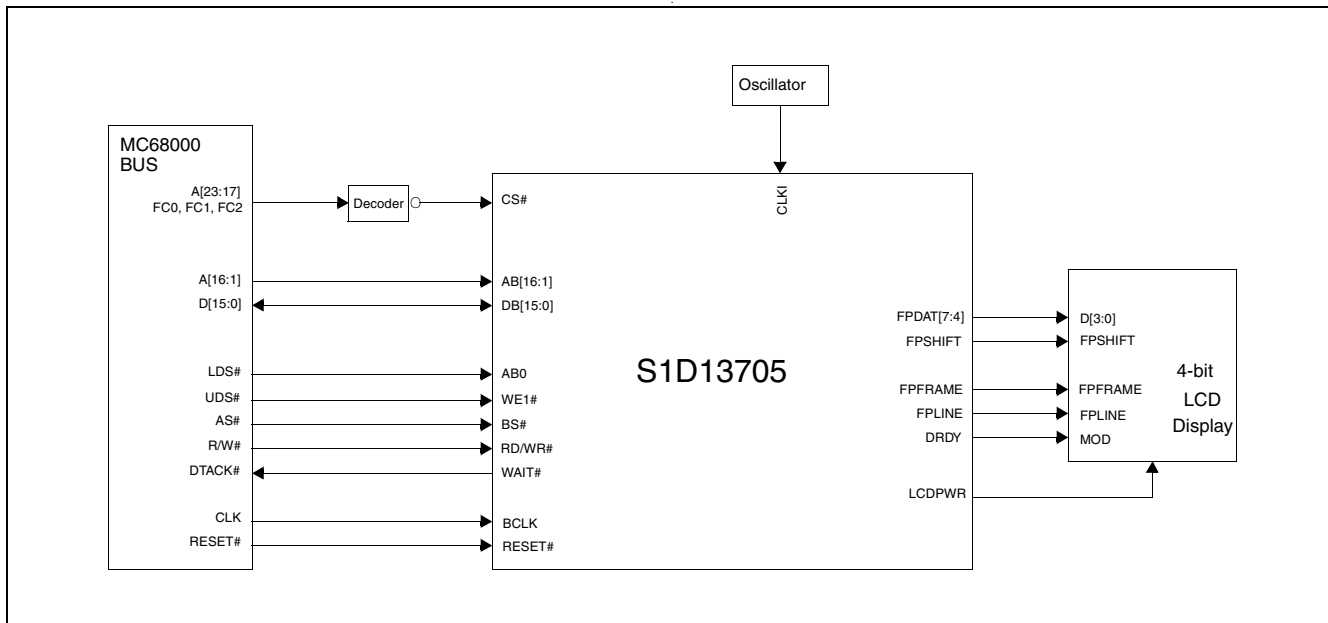 Oscillator
MC68000
BUS
A[23:17]
FC0, FC1, FC2
Decoder
CS#
CLKI
A[16:1]
AB[16:1]
D[15:0]
DB[15:0]
FPDAT[7:4]
D[3:0]
FPSHIFT
FPSHIFT
S1D13705
4-bit
LCD
Display
LDS#
AB0
UDS#
WE1#
FPFRAME
FPFRAME
AS#
BS#
FPLINE
FPLINE
R/W#
RD/WR#
DRDY
MOD
DTACK#
WAIT#
LCDPWR
CLK
BCLK
RESET#
RESET#